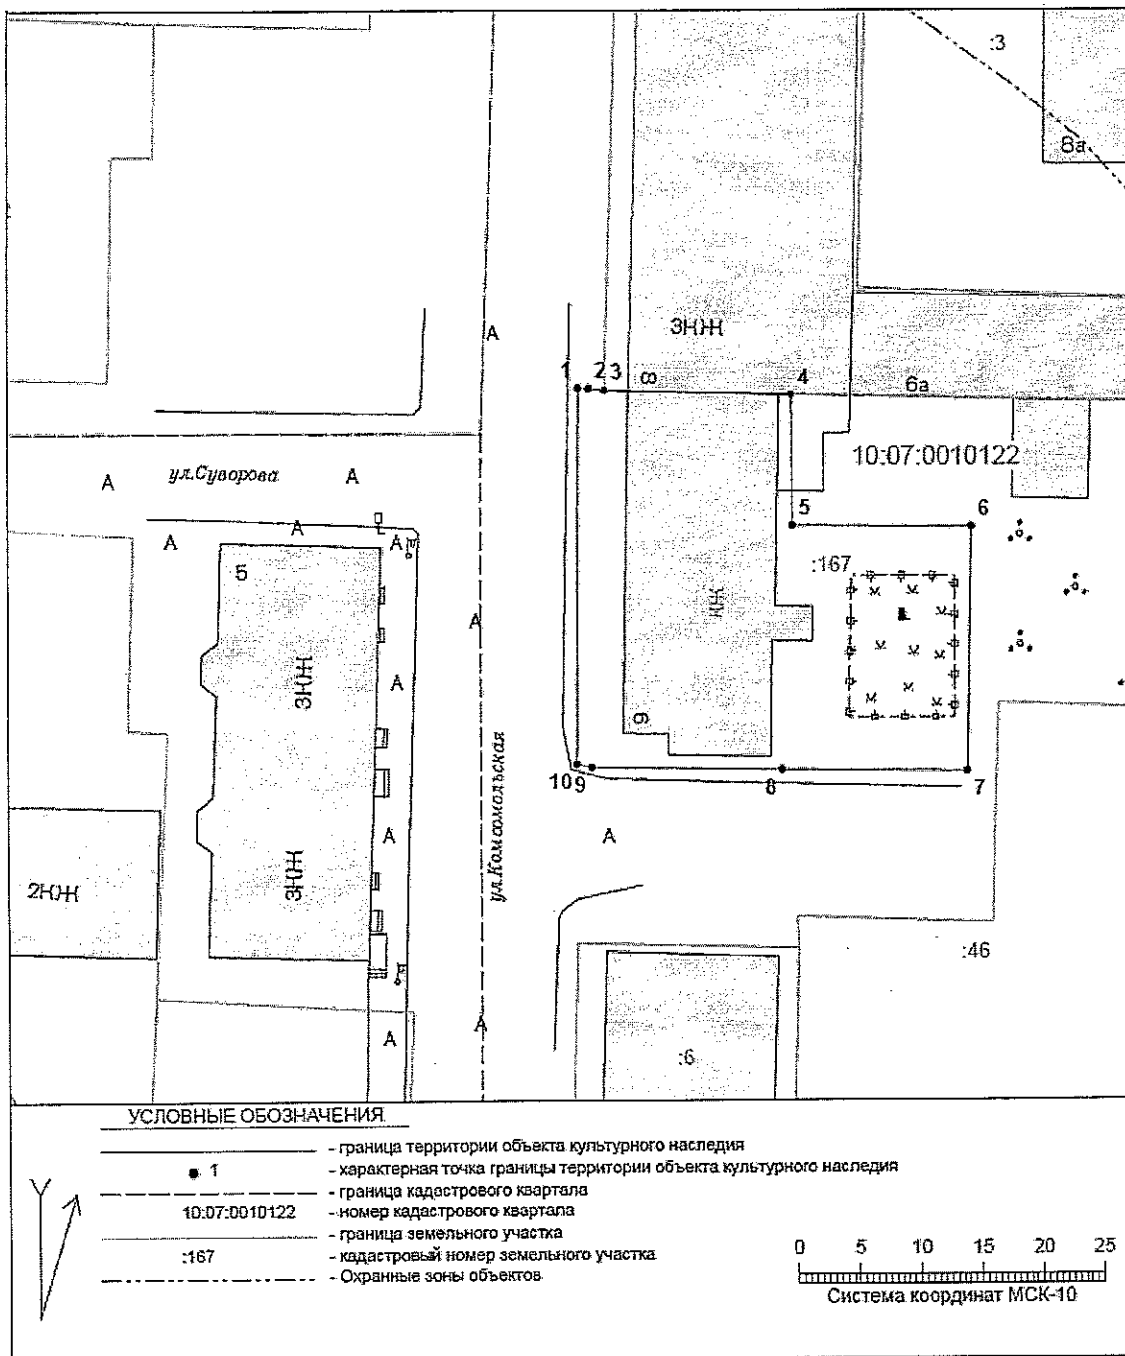 :3
8а
А
3КЖ
1 2 3
8
4
6а
10:07:0010122
ул.Суворова
А
А
5
6
А
А
А
:167
5
КЖ
А
3КЖ
А
9
ул.Комсомольская
10 9
8
7
А
А
3КЖ
2КЖ
:46
А
:6
А
УСЛОВНЫЕ ОБОЗНАЧЕНИЯ
- граница территории объекта культурного наследия
1 - характерная точка границы территории объекта культурного наследия
- граница кадастрового квартала
10:07:0010122 - номер кадастрового квартала
- граница земельного участка
:167 - кадастровый номер земельного участка
- Охранные зоны объектов
0 5 10 15 20 25
Система координат МСК-10